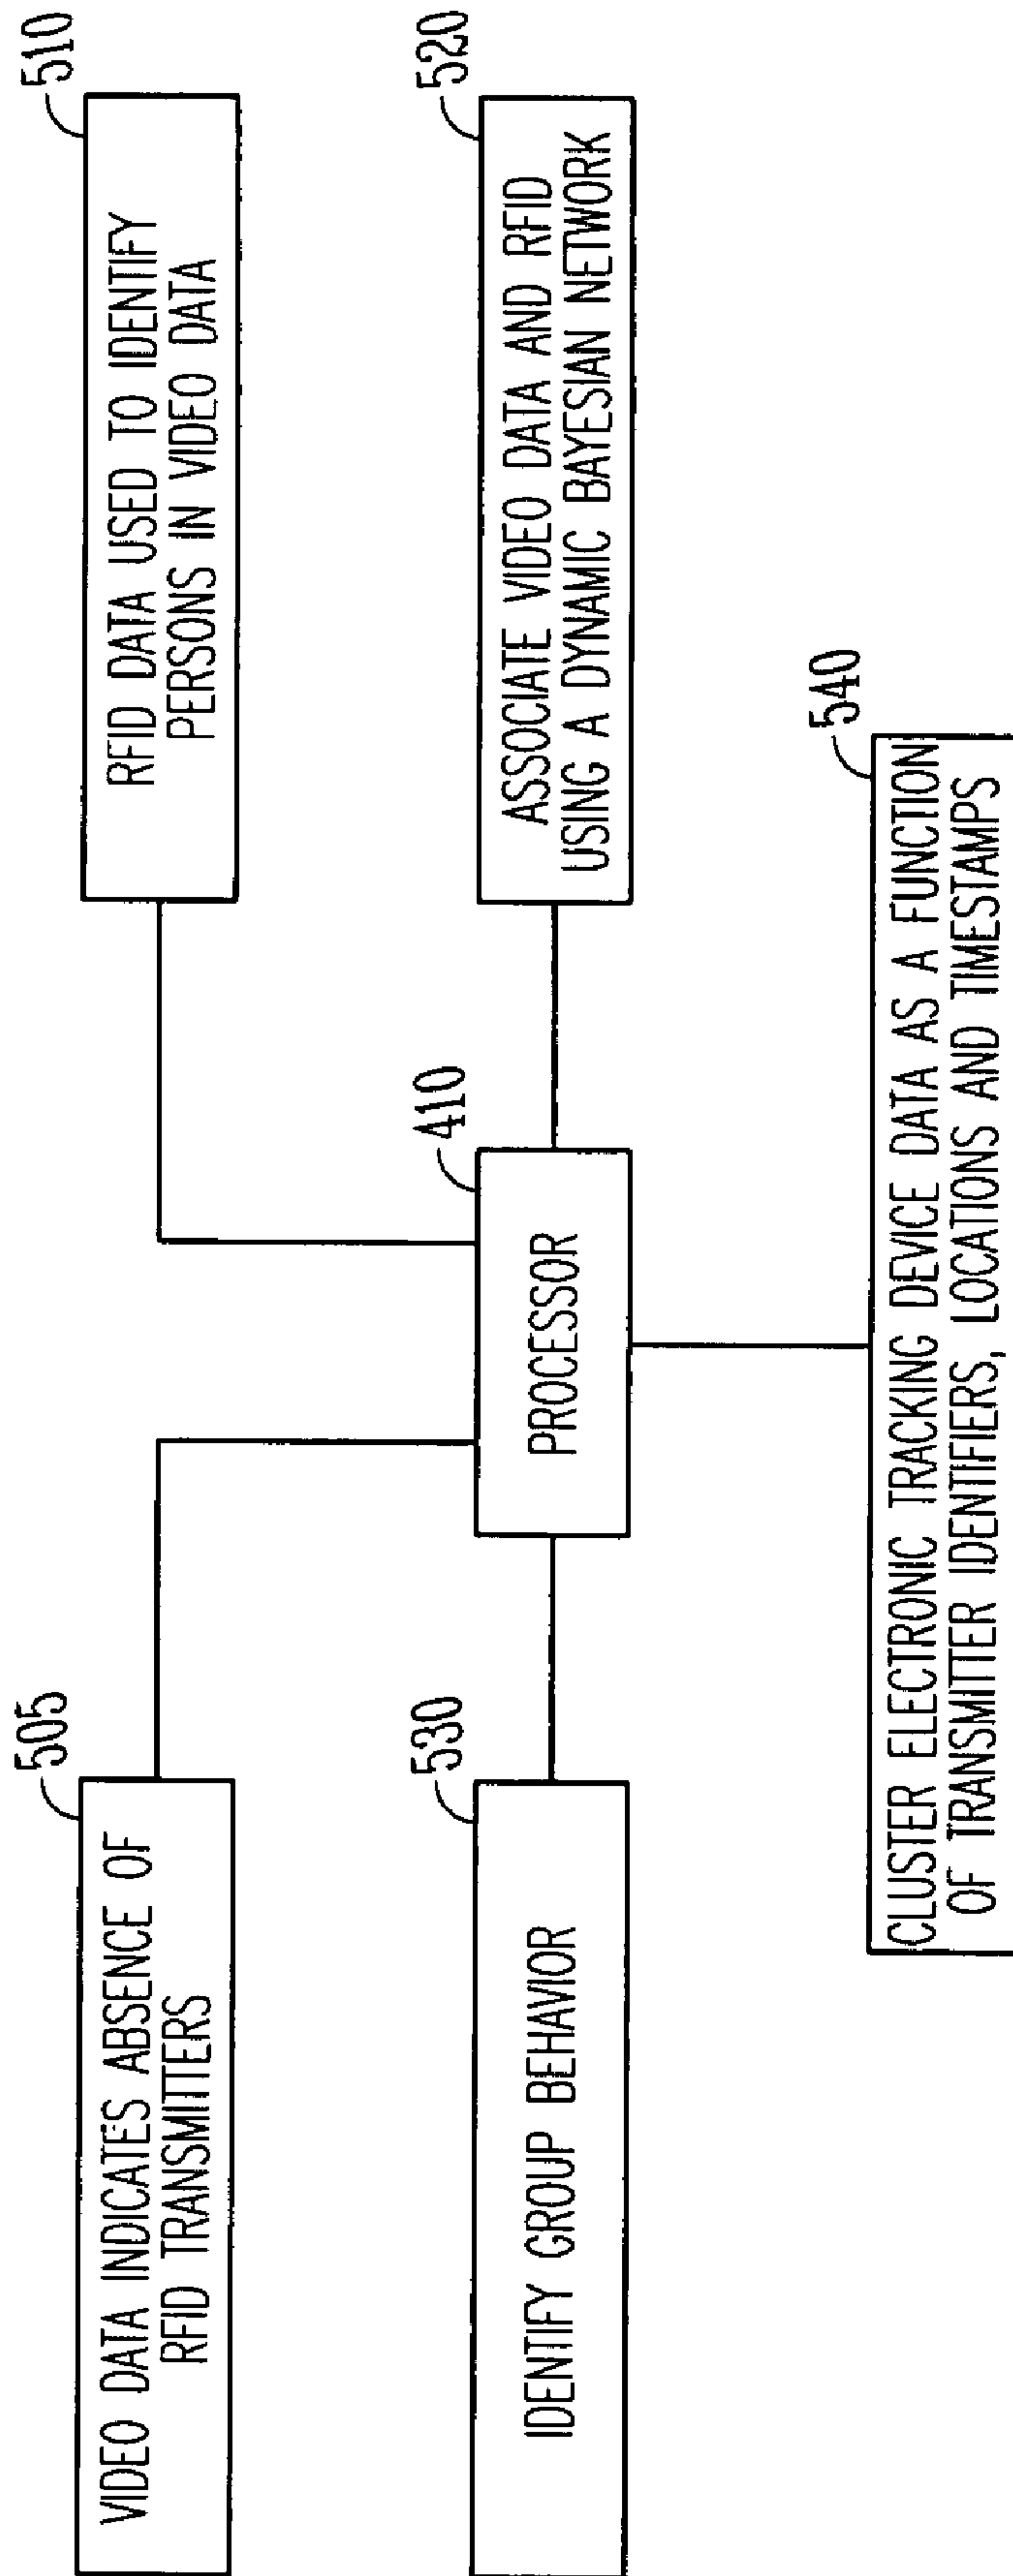 505
VIDEO DATA INDICATES ABSENCE OF
RFID TRANSMITTERS
510
RFID DATA USED TO IDENTIFY
PERSONS IN VIDEO DATA
530
IDENTIFY GROUP BEHAVIOR
410
PROCESSOR
520
ASSOCIATE VIDEO DATA AND RFID
USING A DYNAMIC BAYESIAN NETWORK
540
CLUSTER ELECTRONIC TRACKING DEVICE DATA AS A FUNCTION
OF TRANSMITTER IDENTIFIERS, LOCATIONS AND TIMESTAMPS